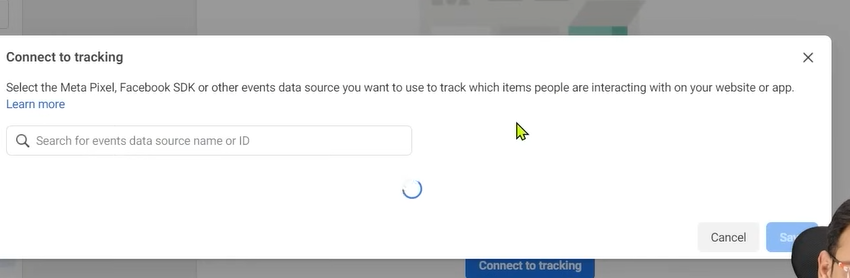 Connect to tracking
Select the Meta Pixel, Facebook SDK or other events data source you want to use to track which items people are interacting with on your website or app.
Learn more
Search for events data source name or ID
Cancel
Connect to tracking